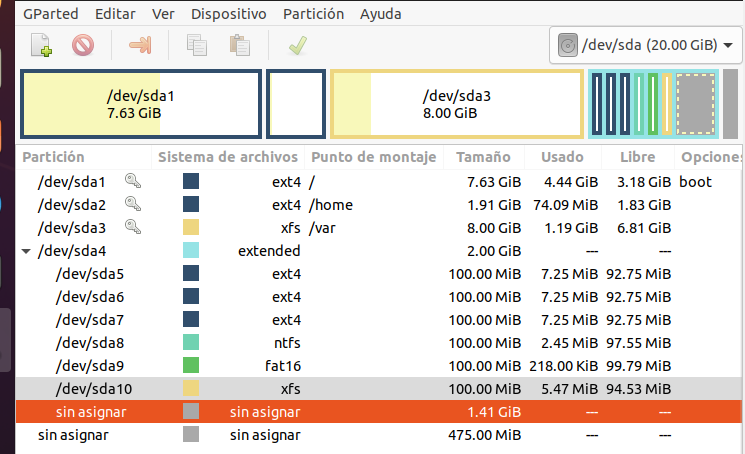 GParted Editar Ver Dispositivo Partición Ayuda
/dev/sda (20.00 GiB)
/dev/sda1
7.63 GiB
/dev/sda3
8.00 GiB
Partición Sistema de archivos Punto de montaje Tamaño Usado Libre Opciones
/dev/sda1 ext4 / 7.63 GiB 4.44 GiB 3.18 GiB boot
/dev/sda2 ext4 /home 1.91 GiB 74.09 MiB 1.83 GiB
/dev/sda3 xfs /var 8.00 GiB 1.19 GiB 6.81 GiB
/dev/sda4 extended 2.00 GiB --- ---
/dev/sda5 ext4 100.00 MiB 7.25 MiB 92.75 MiB
/dev/sda6 ext4 100.00 MiB 7.25 MiB 92.75 MiB
/dev/sda7 ext4 100.00 MiB 7.25 MiB 92.75 MiB
/dev/sda8 ntfs 100.00 MiB 2.45 MiB 97.55 MiB
/dev/sda9 fat16 100.00 MiB 218.00 KiB 99.79 MiB
/dev/sda10 xfs 100.00 MiB 5.47 MiB 94.53 MiB
sin asignar sin asignar 1.41 GiB --- ---
sin asignar sin asignar 475.00 MiB --- ---